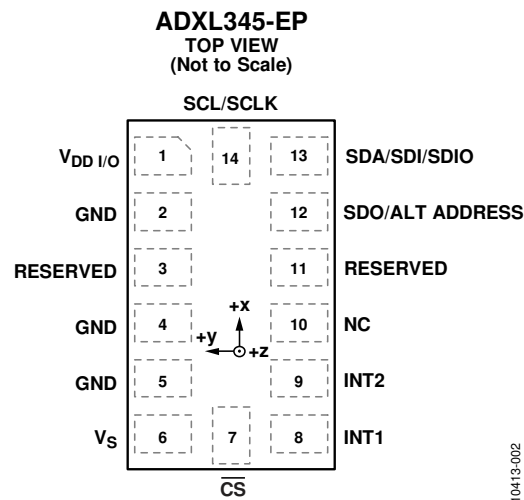 ADXL345-EP
TOP VIEW
(Not to Scale)
SCL/SCLK
VDD I/O 1 14 13 SDA/SDI/SDIO
GND 2 12 SDO/ALT ADDRESS
RESERVED 3 11 RESERVED
+x
GND 4 10 NC
+y +z
GND 5 9 INT2
VS 6 7 8 INT1
CS
10413-002